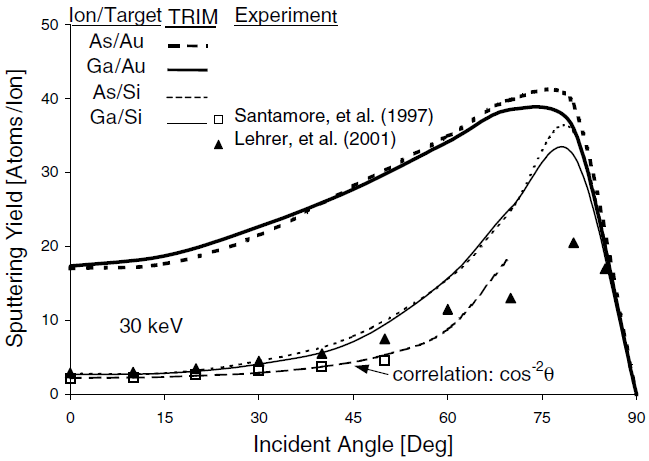 Ion/Target TRIM Experiment
As/Au
Ga/Au
As/Si
Ga/Si Santamore, et al. (1997)
Lehrer, et al. (2001)
Sputtering Yield [Atoms/Ion]
50
40
30
20
10
0
30 keV
correlation: cos-2θ
0 15 30 45 60 75 90
Incident Angle [Deg]